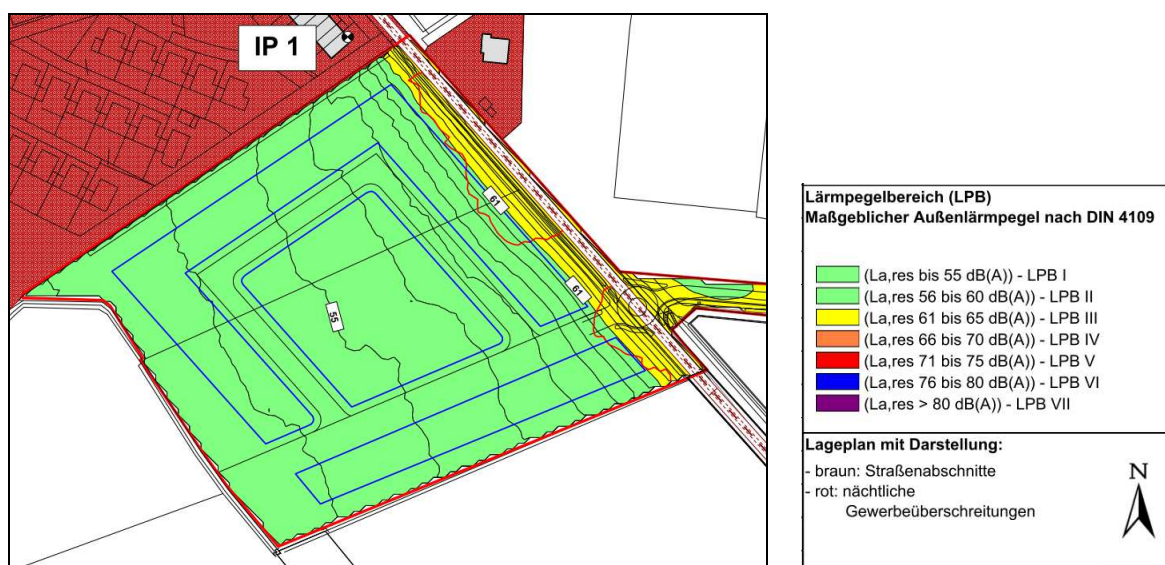 IP 1
61
61
55
Lärmpegelbereich (LPB)
Maßgeblicher Außenlärmpegel nach DIN 4109
(La,res bis 55 dB(A)) - LPB I
(La,res 56 bis 60 dB(A)) - LPB II
(La,res 61 bis 65 dB(A)) - LPB III
(La,res 66 bis 70 dB(A)) - LPB IV
(La,res 71 bis 75 dB(A)) - LPB V
(La,res 76 bis 80 dB(A)) - LPB VI
(La,res > 80 dB(A)) - LPB VII
Lageplan mit Darstellung:
- braun: Straßenabschnitte
- rot: nächtliche
Gewerbeüberschreitungen
N